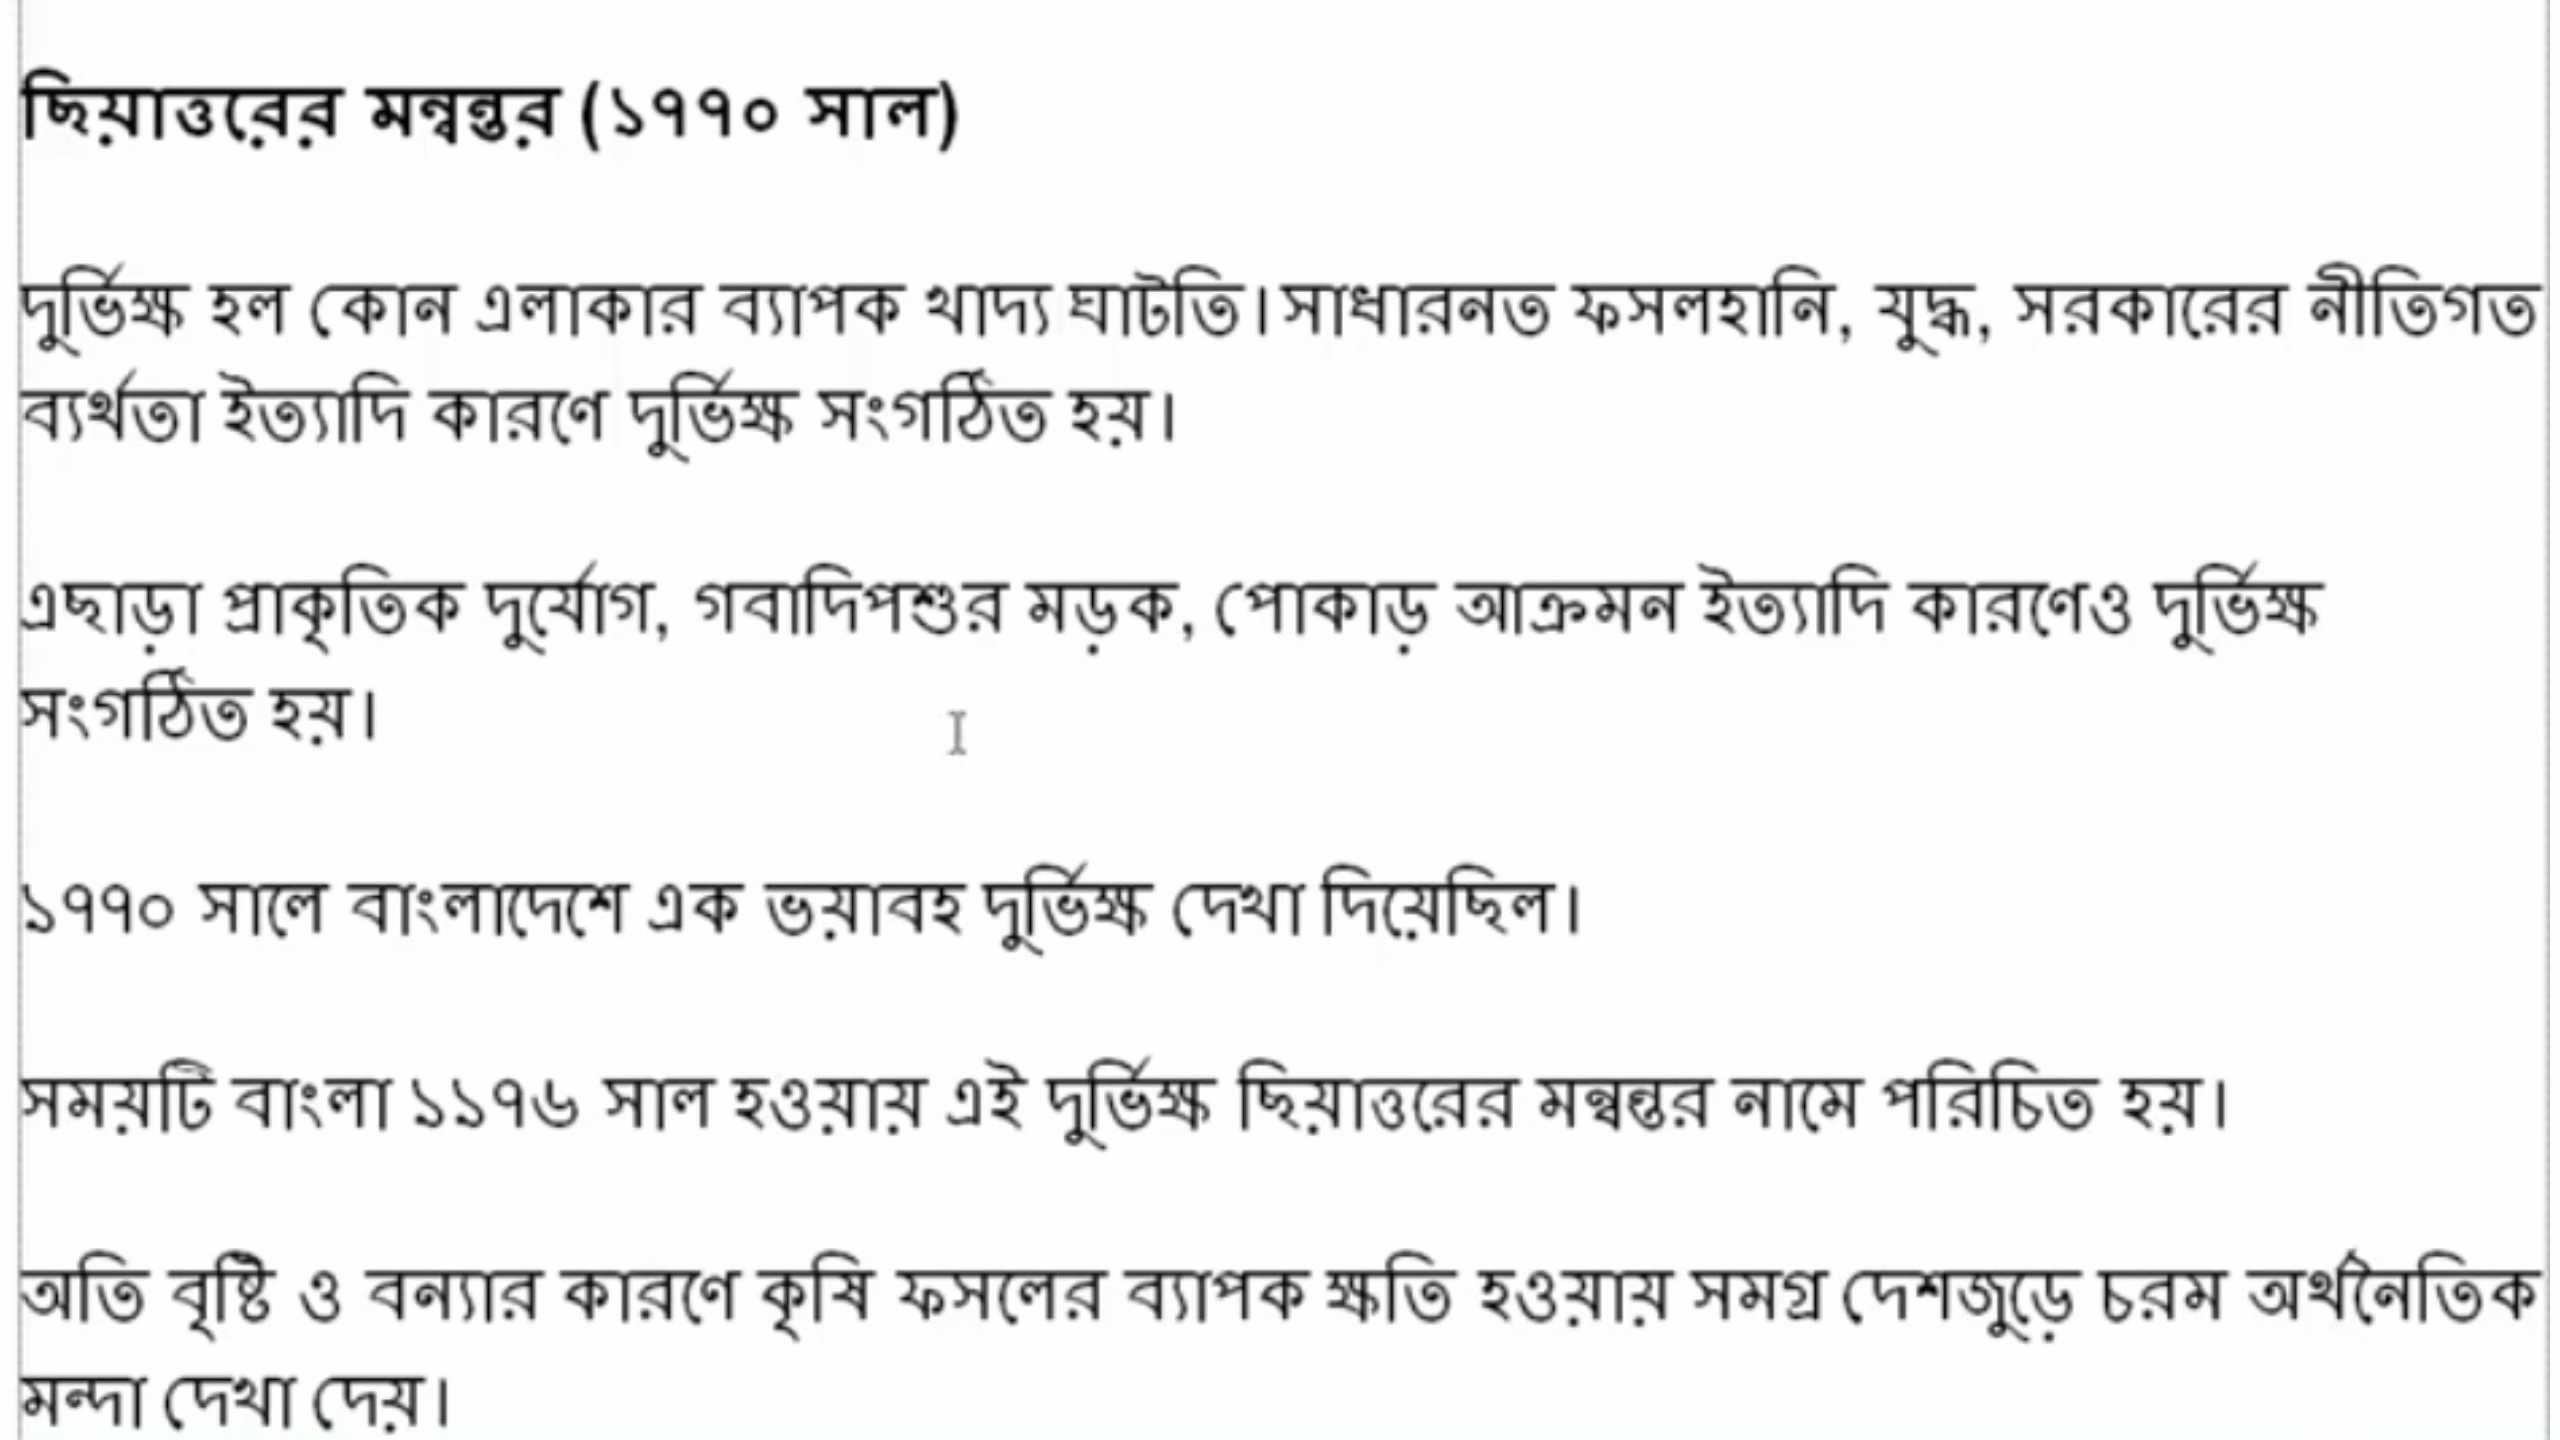 ছিয়াত্তরের মন্বন্তর (১৭৭০ সাল)
দুর্ভিক্ষ হল কোন এলাকার ব্যাপক খাদ্য ঘাটতি। সাধারনত ফসলহানি, যুদ্ধ, সরকারের নীতিগত
ব্যর্থতা ইত্যাদি কারণে দুর্ভিক্ষ সংগঠিত হয়।
এছাড়া প্রাকৃতিক দুর্যোগ, গবাদিপশুর মড়ক, পোকাড় আক্রমন ইত্যাদি কারণেও দুর্ভিক্ষ
সংগঠিত হয়।
১৭৭০ সালে বাংলাদেশে এক ভয়াবহ দুর্ভিক্ষ দেখা দিয়েছিল।
সময়টি বাংলা ১১৭৬ সাল হওয়ায় এই দুর্ভিক্ষ ছিয়াত্তরের মন্বন্তর নামে পরিচিত হয়।
অতি বৃষ্টি ও বন্যার কারণে কৃষি ফসলের ব্যাপক ক্ষতি হওয়ায় সমগ্র দেশজুড়ে চরম অর্থনৈতিক
মন্দা দেখা দেয়।